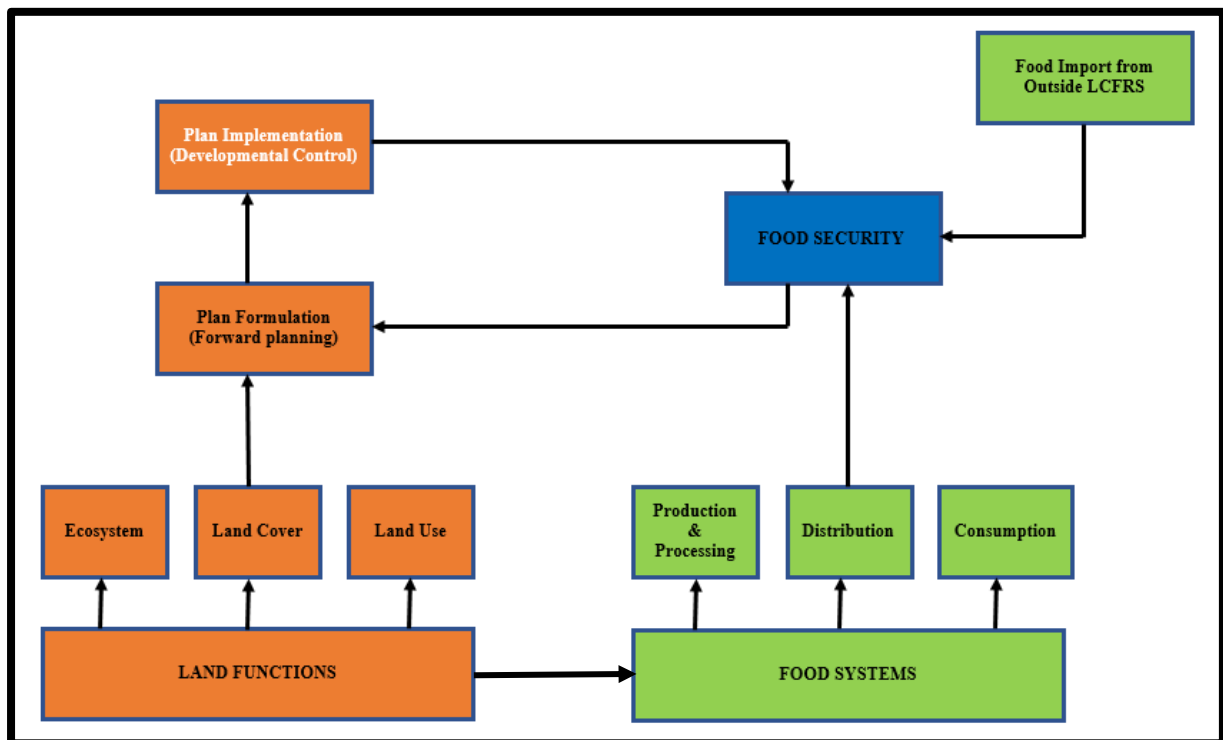 Food Import from
Outside LCFRS
Plan Implementation
(Developmental Control)
FOOD SECURITY
Plan Formulation
(Forward planning)
Ecosystem
Land Cover
Land Use
Production
&
Processing
Distribution
Consumption
LAND FUNCTIONS
FOOD SYSTEMS